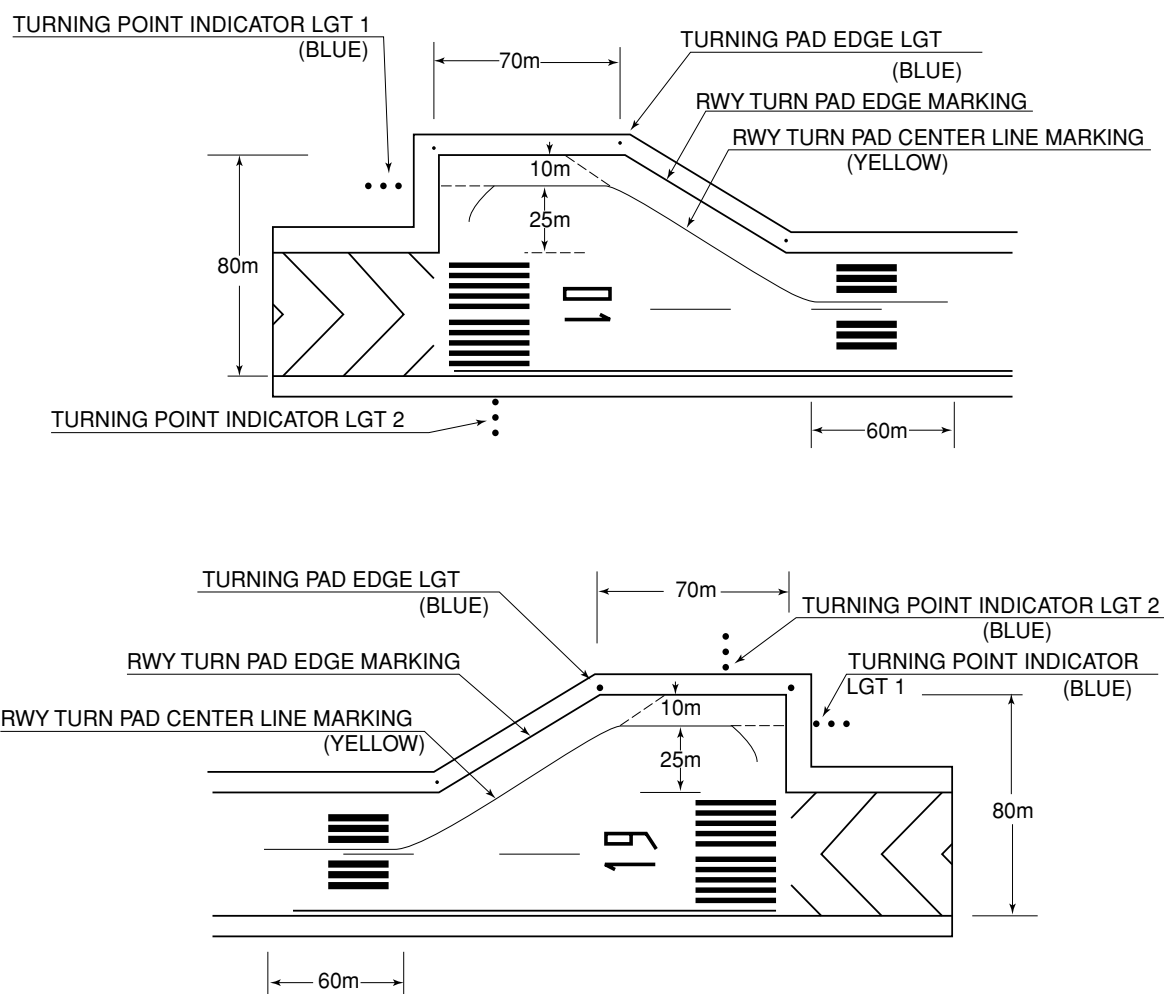 TURNING POINT INDICATOR LGT 1
(BLUE)
70m
TURNING PAD EDGE LGT
(BLUE)
RWY TURN PAD EDGE MARKING
RWY TURN PAD CENTER LINE MARKING
(YELLOW)
10m
25m
80m
01
TURNING POINT INDICATOR LGT 2
60m
TURNING PAD EDGE LGT
(BLUE)
70m
TURNING POINT INDICATOR LGT 2
(BLUE)
RWY TURN PAD EDGE MARKING
TURNING POINT INDICATOR
LGT 1
(BLUE)
RWY TURN PAD CENTER LINE MARKING
(YELLOW)
10m
25m
80m
19
60m